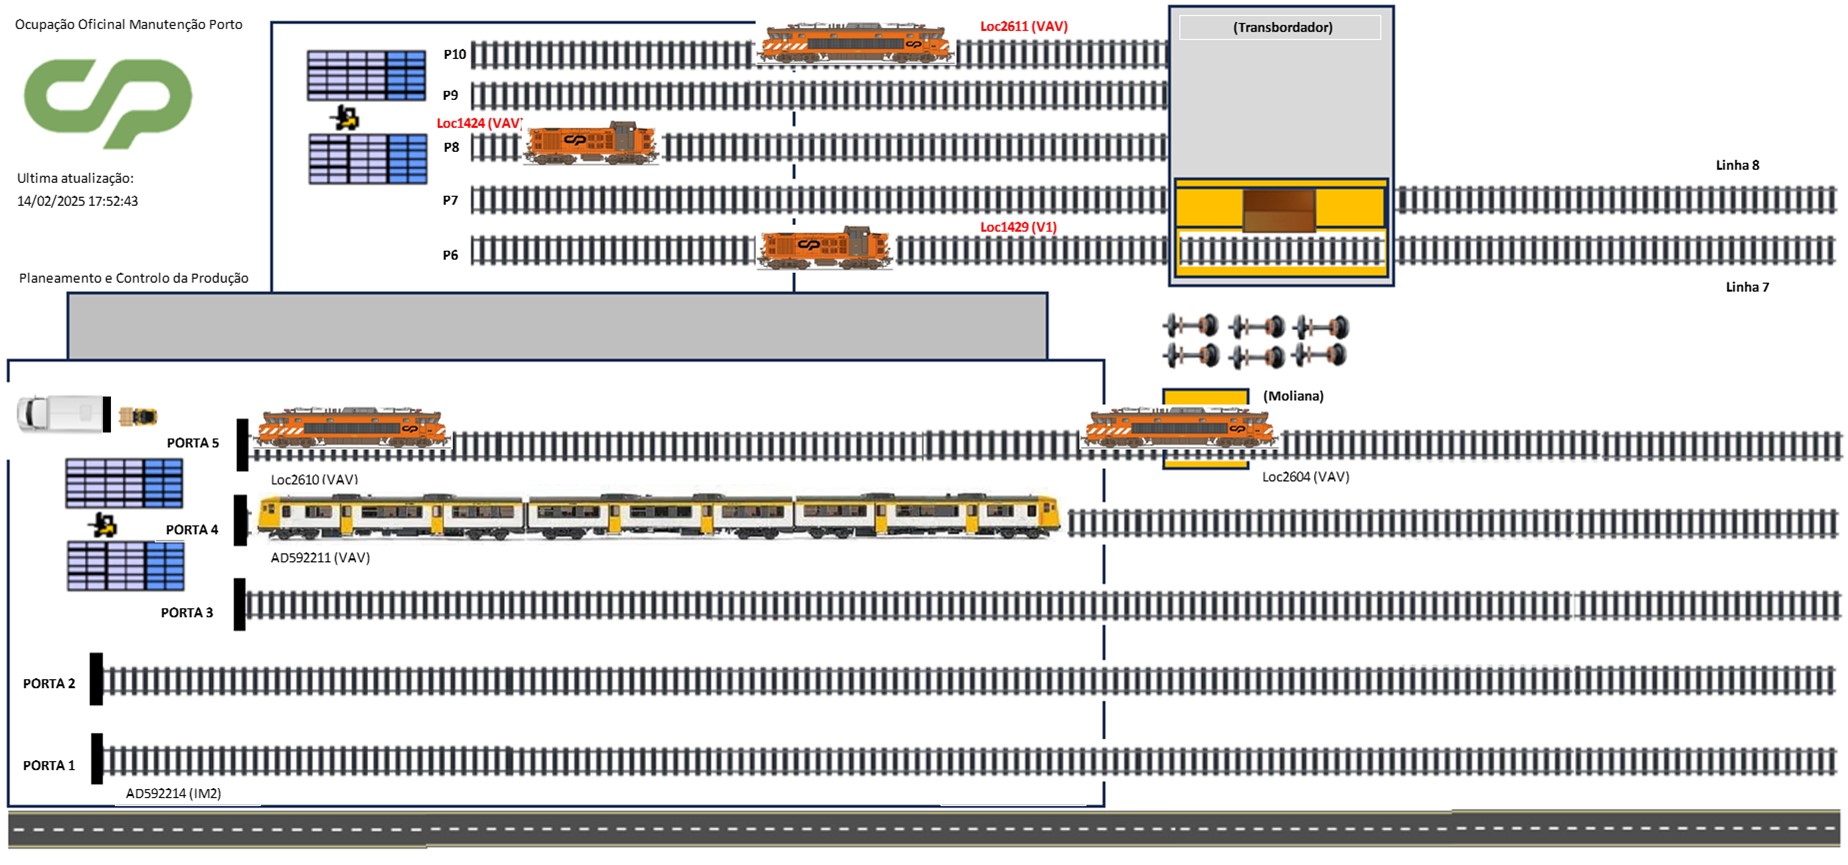 Ocupação Oficinal Manutenção Porto
Ultima atualização:
14/02/2025 17:52:43
Planeamento e Controlo da Produção
P10
Loc2611 (VAV)
(Transbordador)
P9
Loc1424 (VAV)
P8
P7
Linha 8
Loc1429 (V1)
P6
Linha 7
(Moliana)
PORTA 5
Loc2610 (VAV)
Loc2604 (VAV)
PORTA 4
AD592211 (VAV)
PORTA 3
PORTA 2
PORTA 1
AD592214 (IM2)